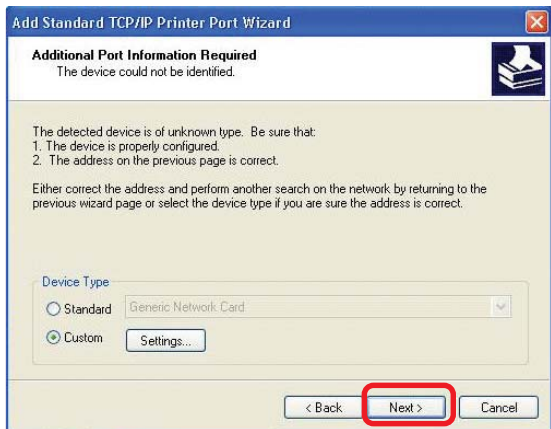 Add Standard TCP/IP Printer Port Wizard
Additional Port Information Required
The device could not be identified.
The detected device is of unknown type. Be sure that:
1. The device is properly configured.
2. The address on the previous page is correct.
Either correct the address and perform another search on the network by returning to the
previous wizard page or select the device type if you are sure the address is correct.
Device Type
Standard
Generic Network Card
Custom
Settings...
< Back
Next >
Cancel